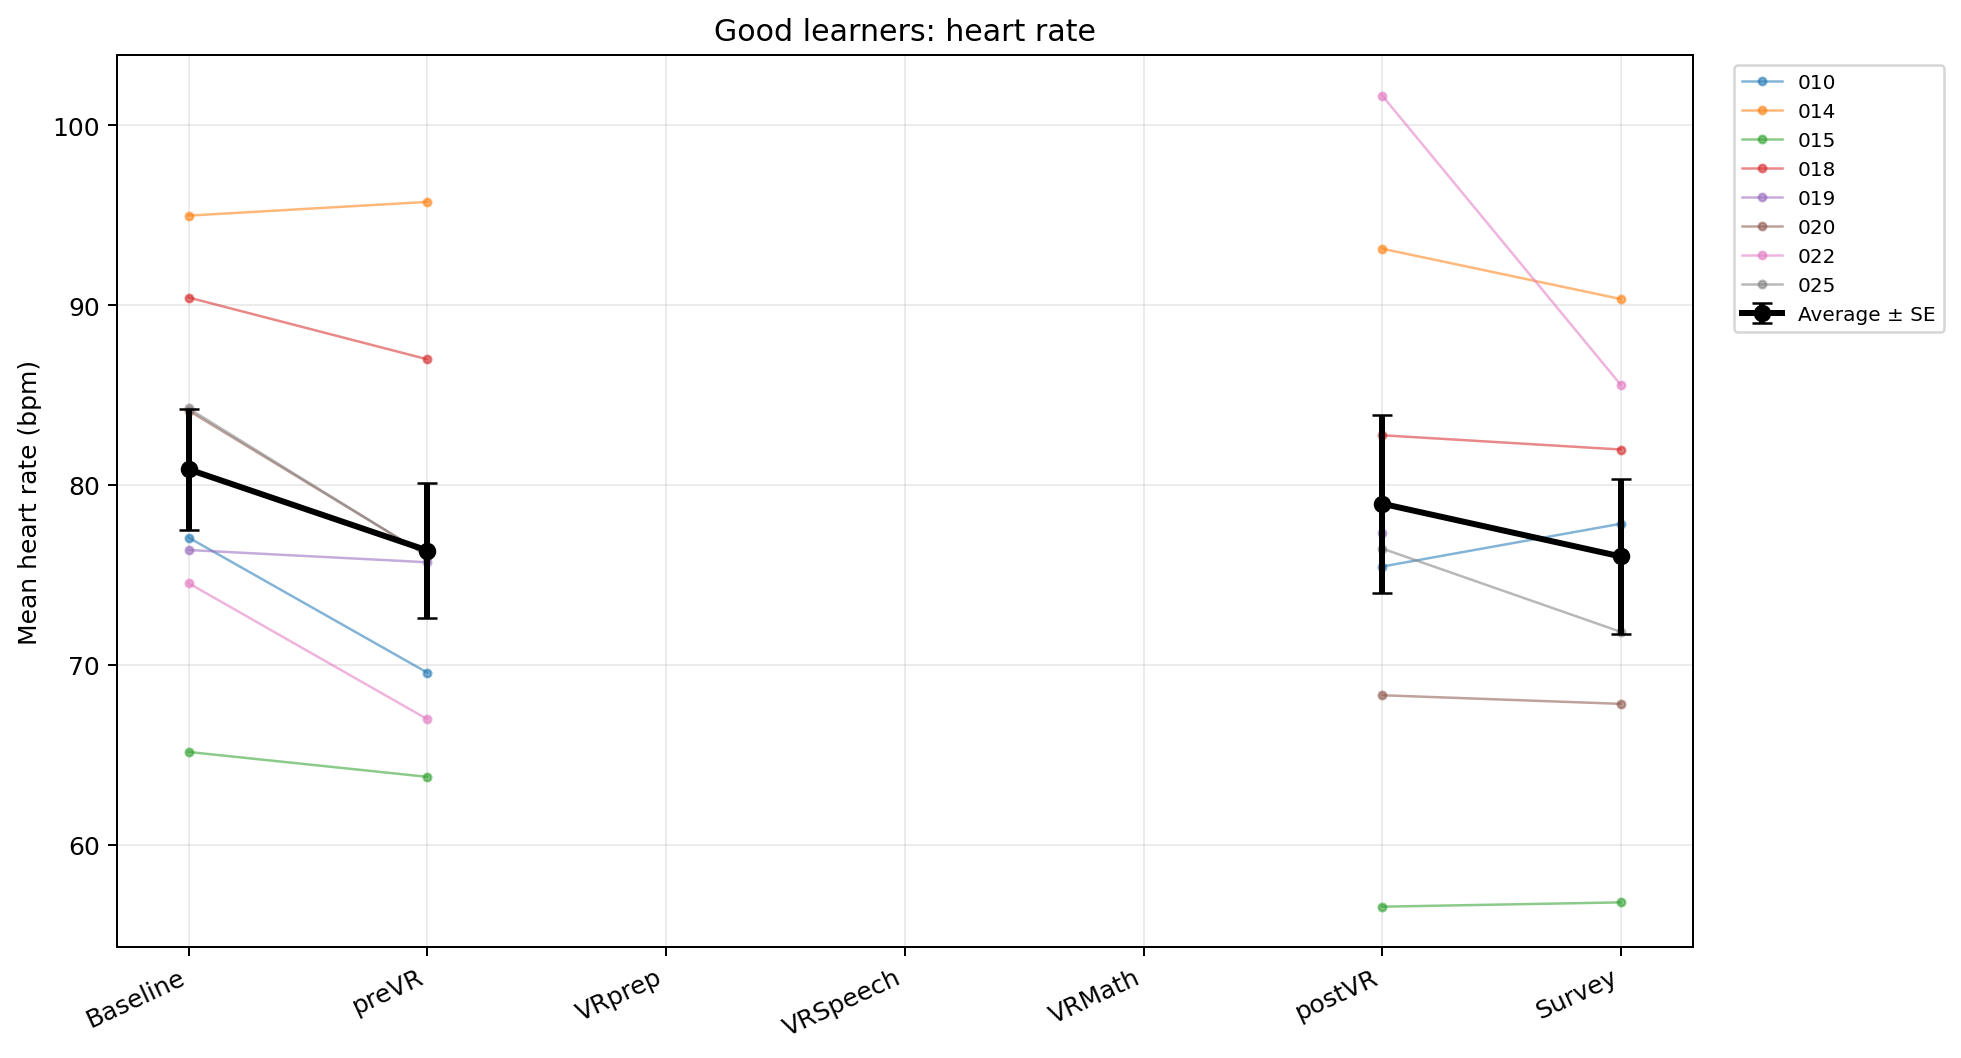 Good learners: heart rate
Mean heart rate (bpm)
100
90
80
70
60
Baseline
preVR
VRprep
VRSpeech
VRMath
postVR
Survey
010
014
015
018
019
020
022
025
Average ± SE